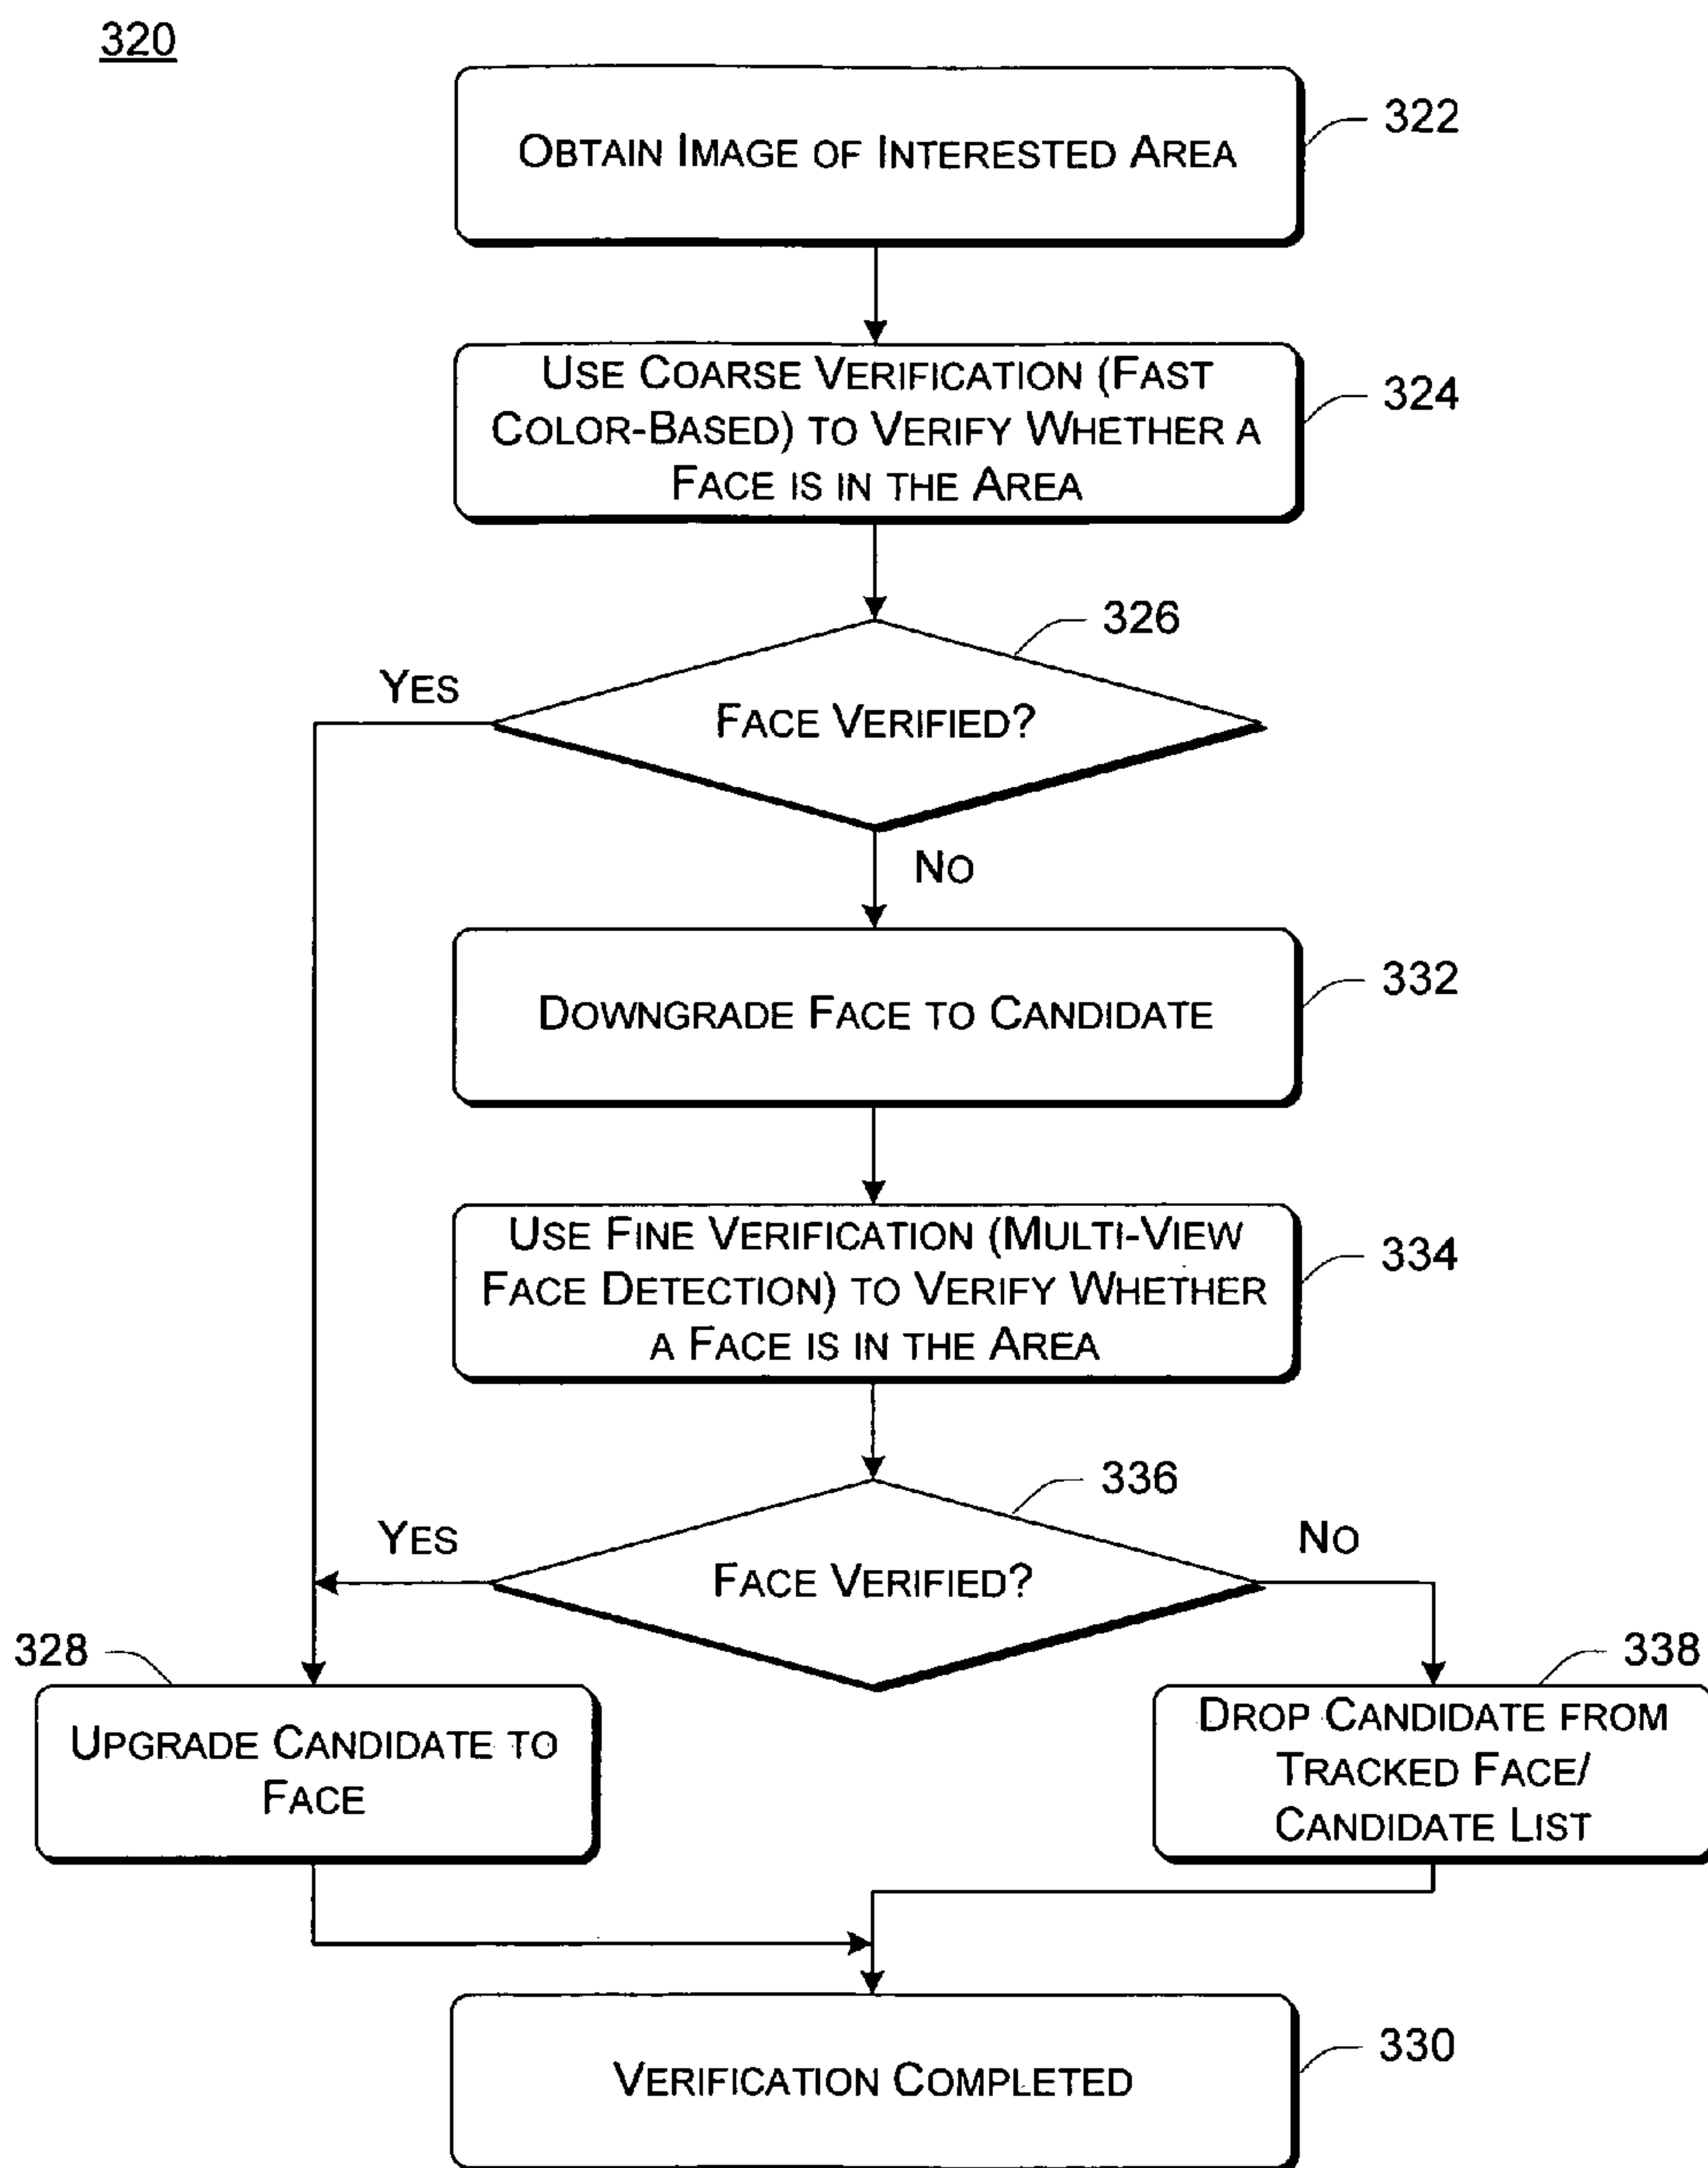 320
OBTAIN IMAGE OF INTERESTED AREA
322
USE COARSE VERIFICATION (FAST
COLOR-BASED) TO VERIFY WHETHER A
FACE IS IN THE AREA
324
326
YES
FACE VERIFIED?
NO
DOWNGRADE FACE TO CANDIDATE
332
USE FINE VERIFICATION (MULTI-VIEW
FACE DETECTION) TO VERIFY WHETHER
A FACE IS IN THE AREA
334
336
YES
FACE VERIFIED?
NO
328
UPGRADE CANDIDATE TO
FACE
338
DROP CANDIDATE FROM
TRACKED FACE/
CANDIDATE LIST
VERIFICATION COMPLETED
330